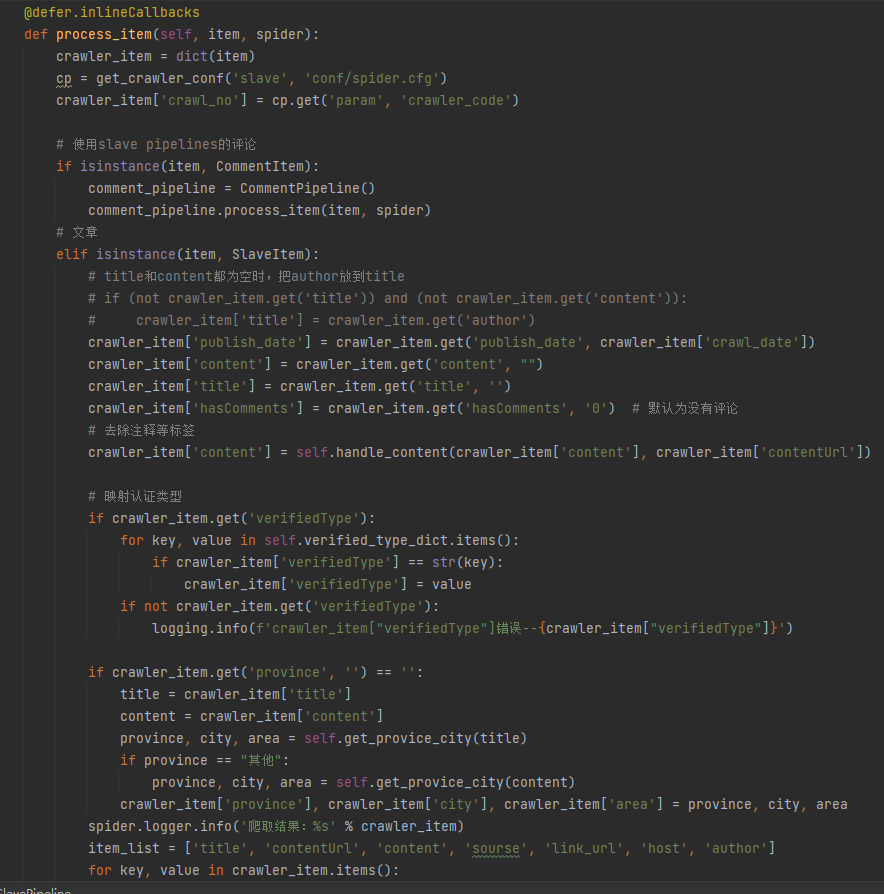 @defer.inlineCallbacks
def process_item(self, item, spider):
    crawler_item = dict(item)
    cp = get_crawler_conf('slave', 'conf/spider.cfg')
    crawler_item['crawl_no'] = cp.get('param', 'crawler_code')

    # 使用slave pipelines的评论
    if isinstance(item, CommentItem):
        comment_pipeline = CommentPipeline()
        comment_pipeline.process_item(item, spider)
    # 文章
    elif isinstance(item, SlaveItem):
        # title和content都为空时，把author放到title
        # if (not crawler_item.get('title')) and (not crawler_item.get('content')):
        #     crawler_item['title'] = crawler_item.get('author')
        crawler_item['publish_date'] = crawler_item.get('publish_date', crawler_item['crawl_date'])
        crawler_item['content'] = crawler_item.get('content', "")
        crawler_item['title'] = crawler_item.get('title', '')
        crawler_item['hasComments'] = crawler_item.get('hasComments', '0')  # 默认为没有评论
        # 去除注释等标签
        crawler_item['content'] = self.handle_content(crawler_item['content'], crawler_item['contentUrl'])

        # 映射认证类型
        if crawler_item.get('verifiedType'):
            for key, value in self.verified_type_dict.items():
                if crawler_item['verifiedType'] == str(key):
                    crawler_item['verifiedType'] = value
            if not crawler_item.get('verifiedType'):
                logging.info(f'crawler_item["verifiedType"]错误--{crawler_item["verifiedType"]}')

        if crawler_item.get('province', '') == '':
            title = crawler_item['title']
            content = crawler_item['content']
            province, city, area = self.get_provice_city(title)
            if province == "其他":
                province, city, area = self.get_provice_city(content)
            crawler_item['province'], crawler_item['city'], crawler_item['area'] = province, city, area
        spider.logger.info('爬取结果：%s' % crawler_item)
        item_list = ['title', 'contentUrl', 'content', 'sourse', 'link_url', 'host', 'author']
        for key, value in crawler_item.items():
SlavePipeline